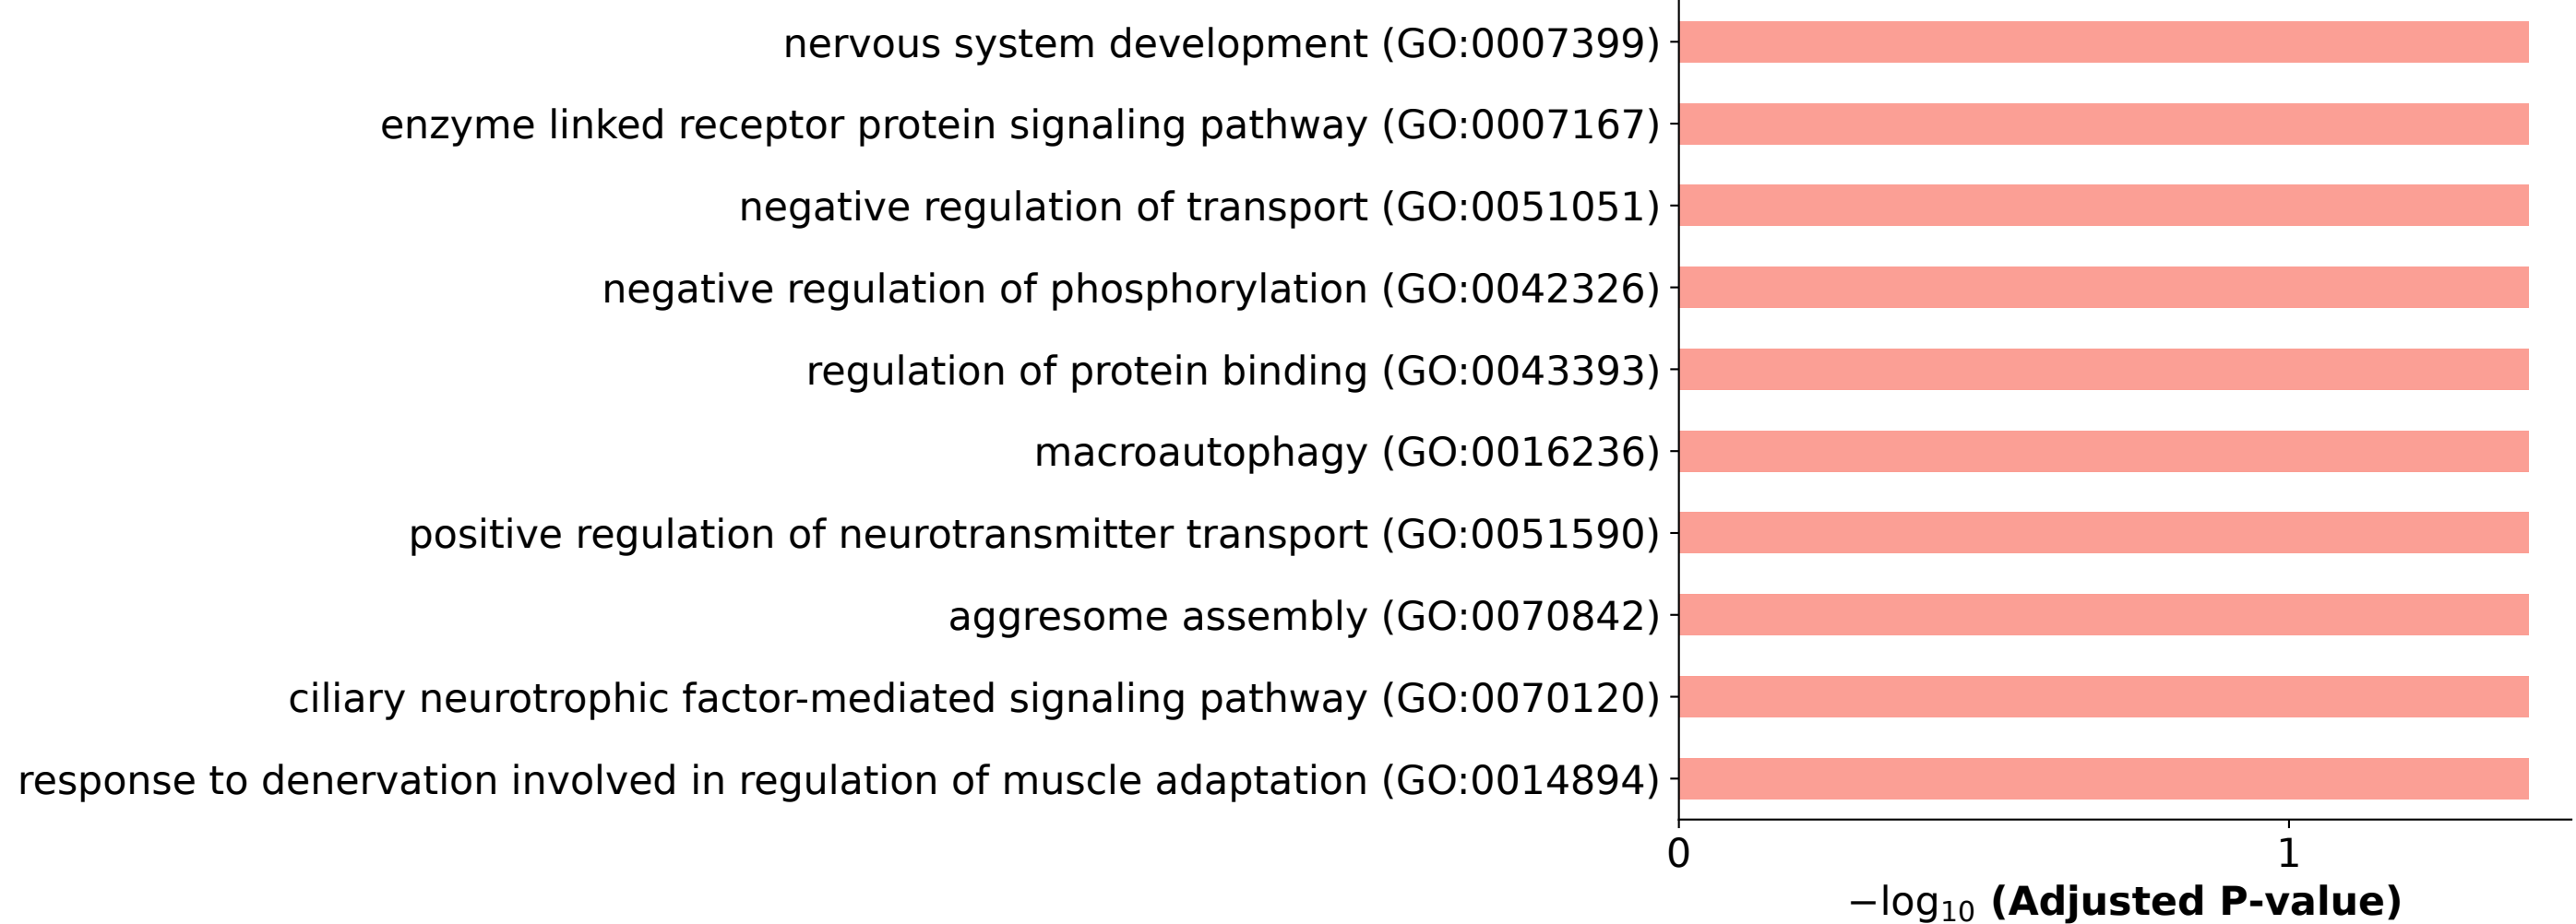 nervous system development (GO:0007399)
enzyme linked receptor protein signaling pathway (GO:0007167)
negative regulation of transport (GO:0051051)
negative regulation of phosphorylation (GO:0042326)
regulation of protein binding (GO:0043393)
macroautophagy (GO:0016236)
positive regulation of neurotransmitter transport (GO:0051590)
aggresome assembly (GO:0070842)
ciliary neurotrophic factor-mediated signaling pathway (GO:0070120)
response to denervation involved in regulation of muscle adaptation (GO:0014894)
0 1
−log₁₀ (Adjusted P-value)